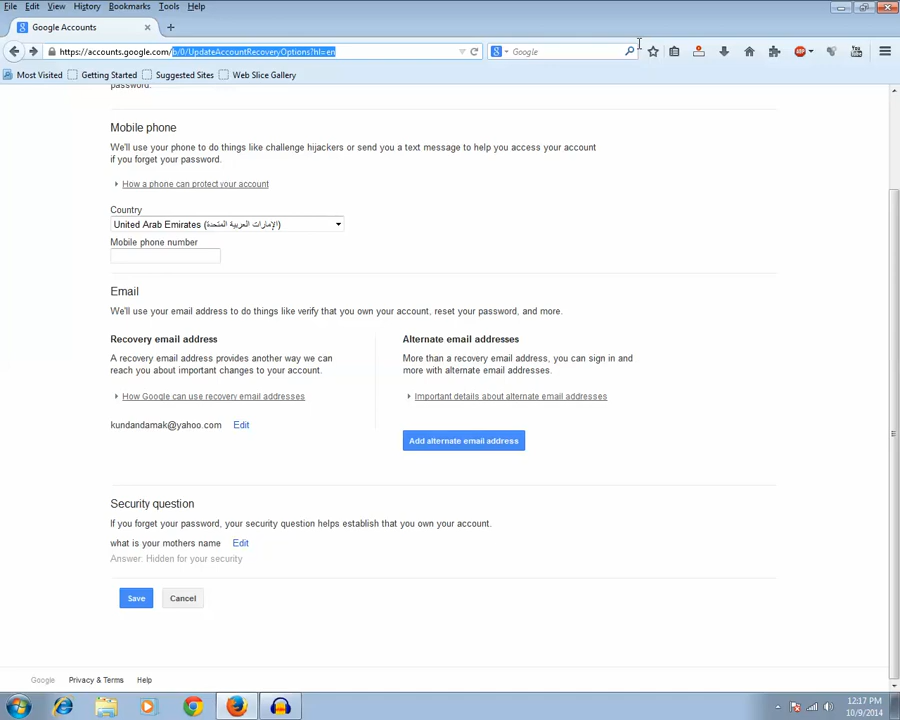 File Edit View History Bookmarks Tools Help
Google Accounts
https://accounts.google.com/b/0/UpdateAccountRecoveryOptions?hl=en
Google
ABP
You Tube
Most Visited Getting Started Suggested Sites Web Slice Gallery
password.
Mobile phone
We'll use your phone to do things like challenge hijackers or send you a text message to help you access your account
if you forget your password.
How a phone can protect your account
Country
United Arab Emirates (الإمارات العربية المتحدة)
Mobile phone number
Email
We'll use your email address to do things like verify that you own your account, reset your password, and more.
Recovery email address
A recovery email address provides another way we can
reach you about important changes to your account.
How Google can use recovery email addresses
kundandamak@yahoo.com Edit
Alternate email addresses
More than a recovery email address, you can sign in and
more with alternate email addresses.
Important details about alternate email addresses
Add alternate email address
Security question
If you forget your password, your security question helps establish that you own your account.
what is your mothers name Edit
Answer: Hidden for your security
Save Cancel
Google Privacy & Terms Help
12:17 PM
10/9/2014